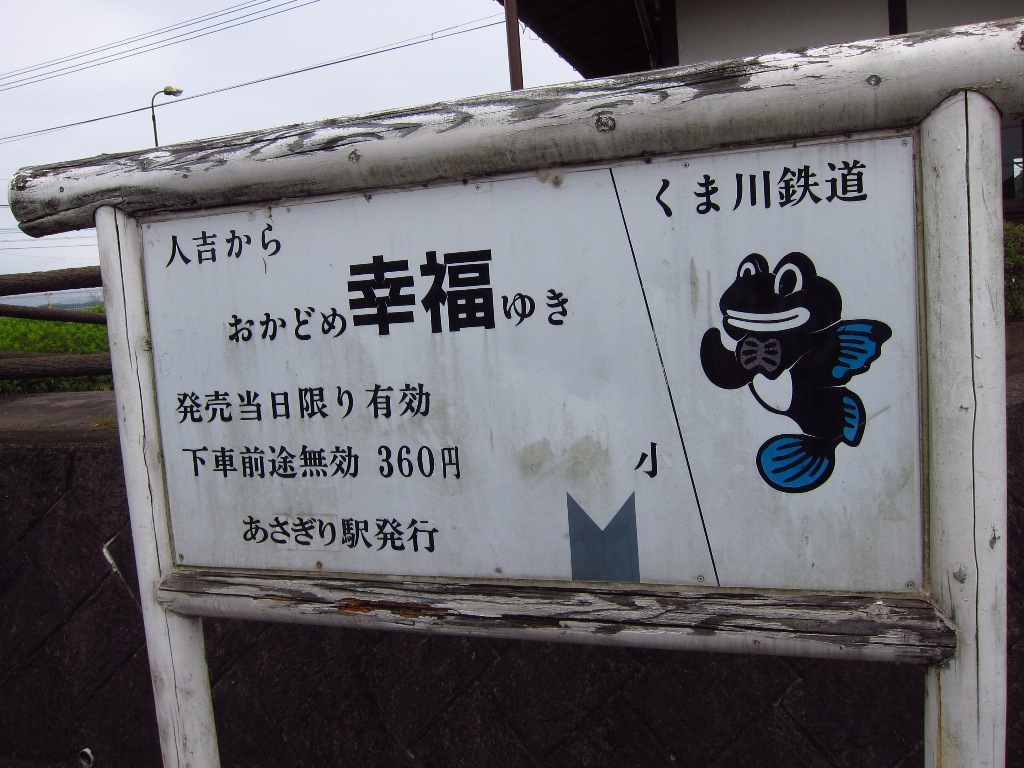 人吉から
おかどめ幸福ゆき
発売当日限り有効
下車前途無効 360円
小
あさぎり駅発行
くま川鉄道